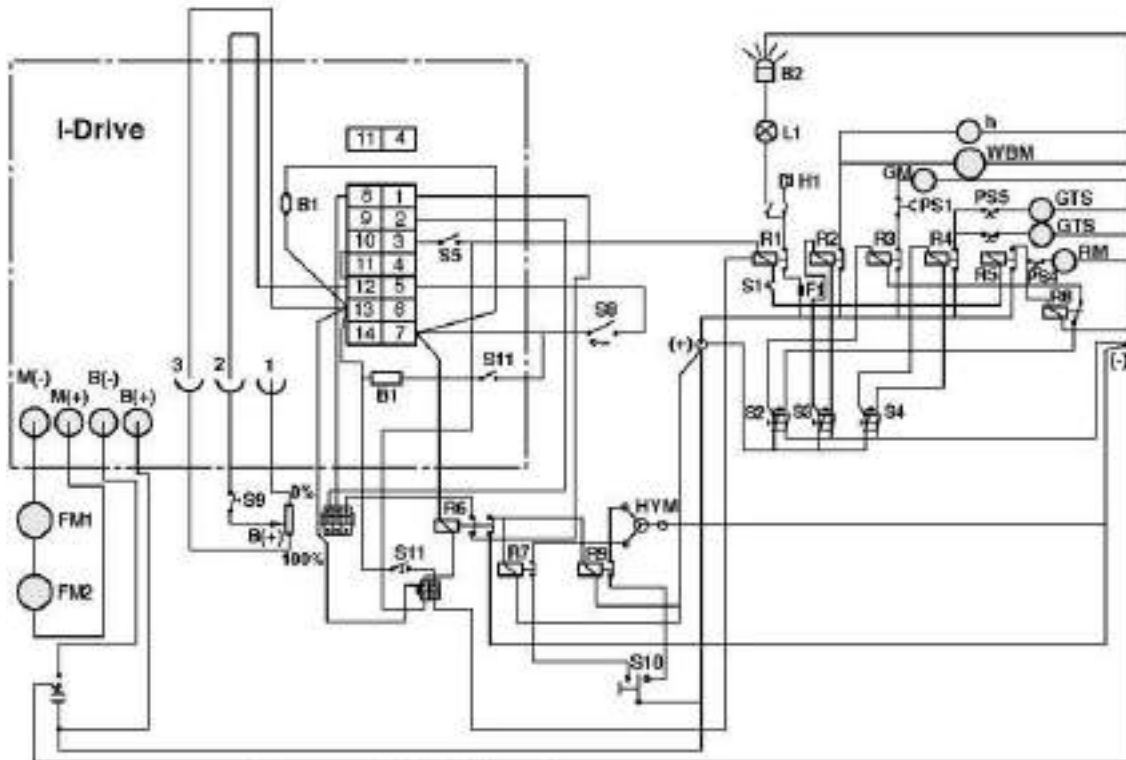 B2
I-Drive
11 4
L1
h
WBM
GM
H1
B1
8 1
9 2
10 3
11 4
12 5
13 6
14 7
PS1
PS5
GTS
GTS
S5
R1
R2
R3
R4
R5
RM
PS4
S1
F1
S8
S11
B1
(+)
(-)
3
2
1
M(-)
M(+)
B(-)
B(+)
S2
S3
S4
S9
0%
B(+)
100%
FM1
FM2
R6
HYM
S11
R7
R9
S10